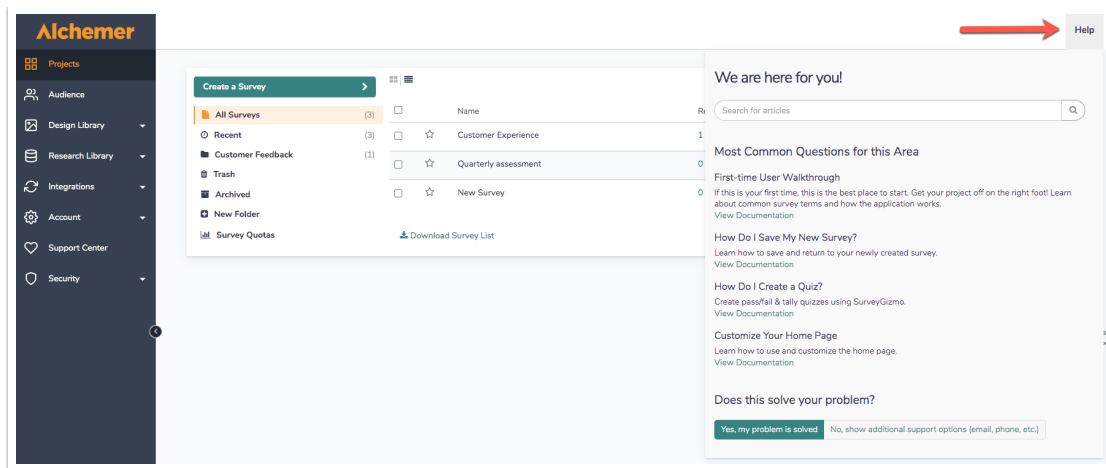 Alchemer
Help
Projects
Audience
Design Library
Research Library
Integrations
Account
Support Center
Security
Create a Survey
All Surveys (3)
Recent (3)
Customer Feedback (1)
Trash
Archived
New Folder
Survey Quotas
Name
Customer Experience 1
Quarterly assessment 0
New Survey 0
Download Survey List
We are here for you!
Search for articles
Most Common Questions for this Area
First-time User Walkthrough
If this is your first time, this is the best place to start. Get your project off on the right foot! Learn
about common survey terms and how the application works.
View Documentation
How Do I Save My New Survey?
Learn how to save and return to your newly created survey.
View Documentation
How Do I Create a Quiz?
Create pass/fail & tally quizzes using SurveyGizmo.
View Documentation
Customize Your Home Page
Learn how to use and customize the home page.
View Documentation
Does this solve your problem?
Yes, my problem is solved
No, show additional support options (email, phone, etc.)